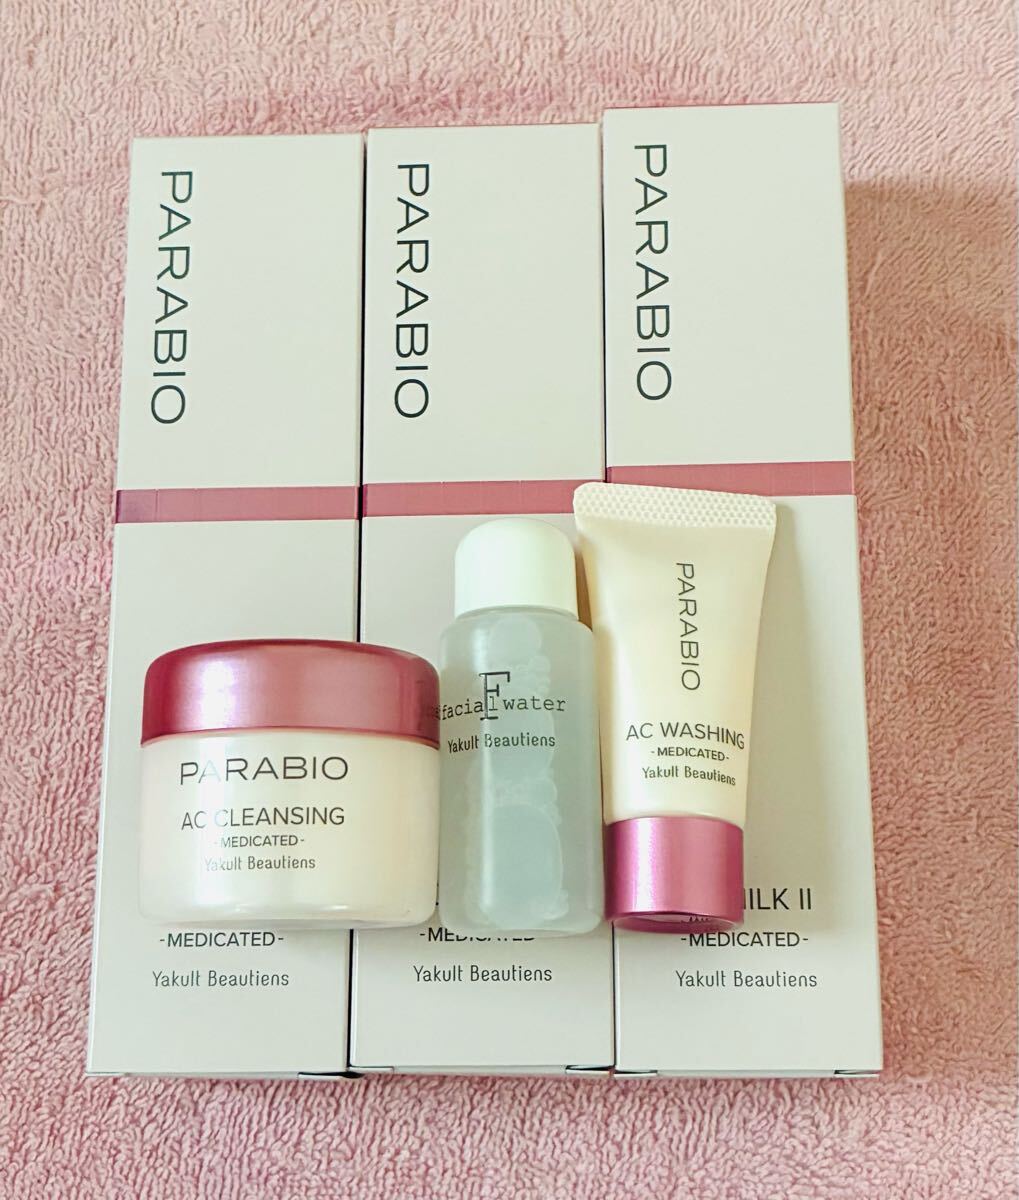 PARABIO
PARABIO
PARABIO
-MEDICATED-
Yakult Beautiens
-MEDICATED-
Yakult Beautiens
MILK II
-MEDICATED-
Yakult Beautiens
PARABIO
AC CLEANSING
-MEDICATED-
Yakult Beautiens
F
facial water
Yakult Beautiens
PARABIO
AC WASHING
-MEDICATED-
Yakult Beautiens